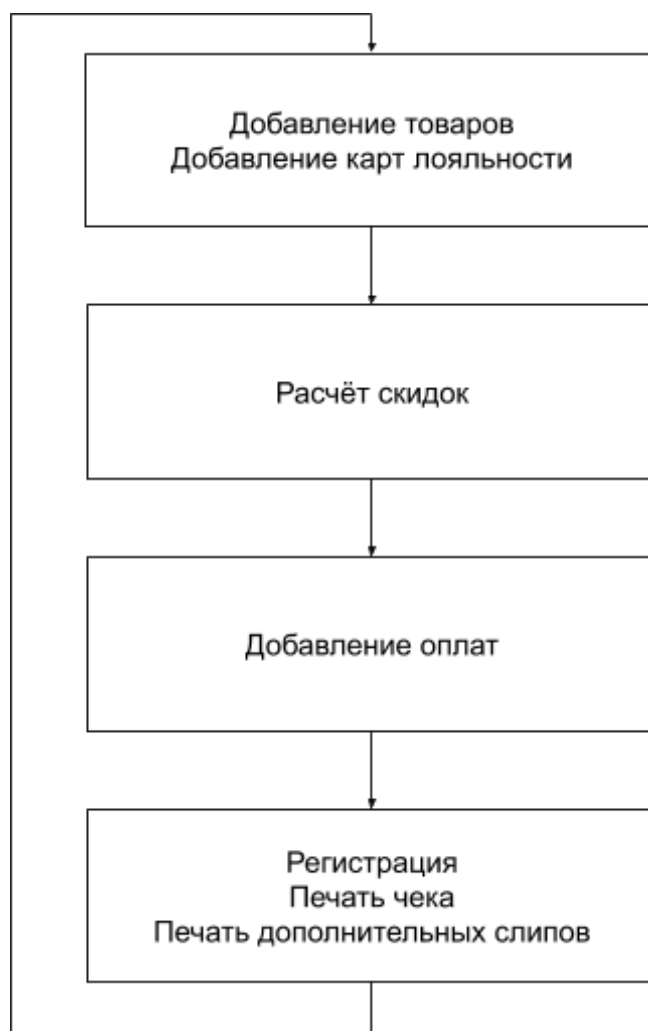 Добавление товаров
Добавление карт лояльности
Расчёт скидок
Добавление оплат
Регистрация
Печать чека
Печать дополнительных слипов